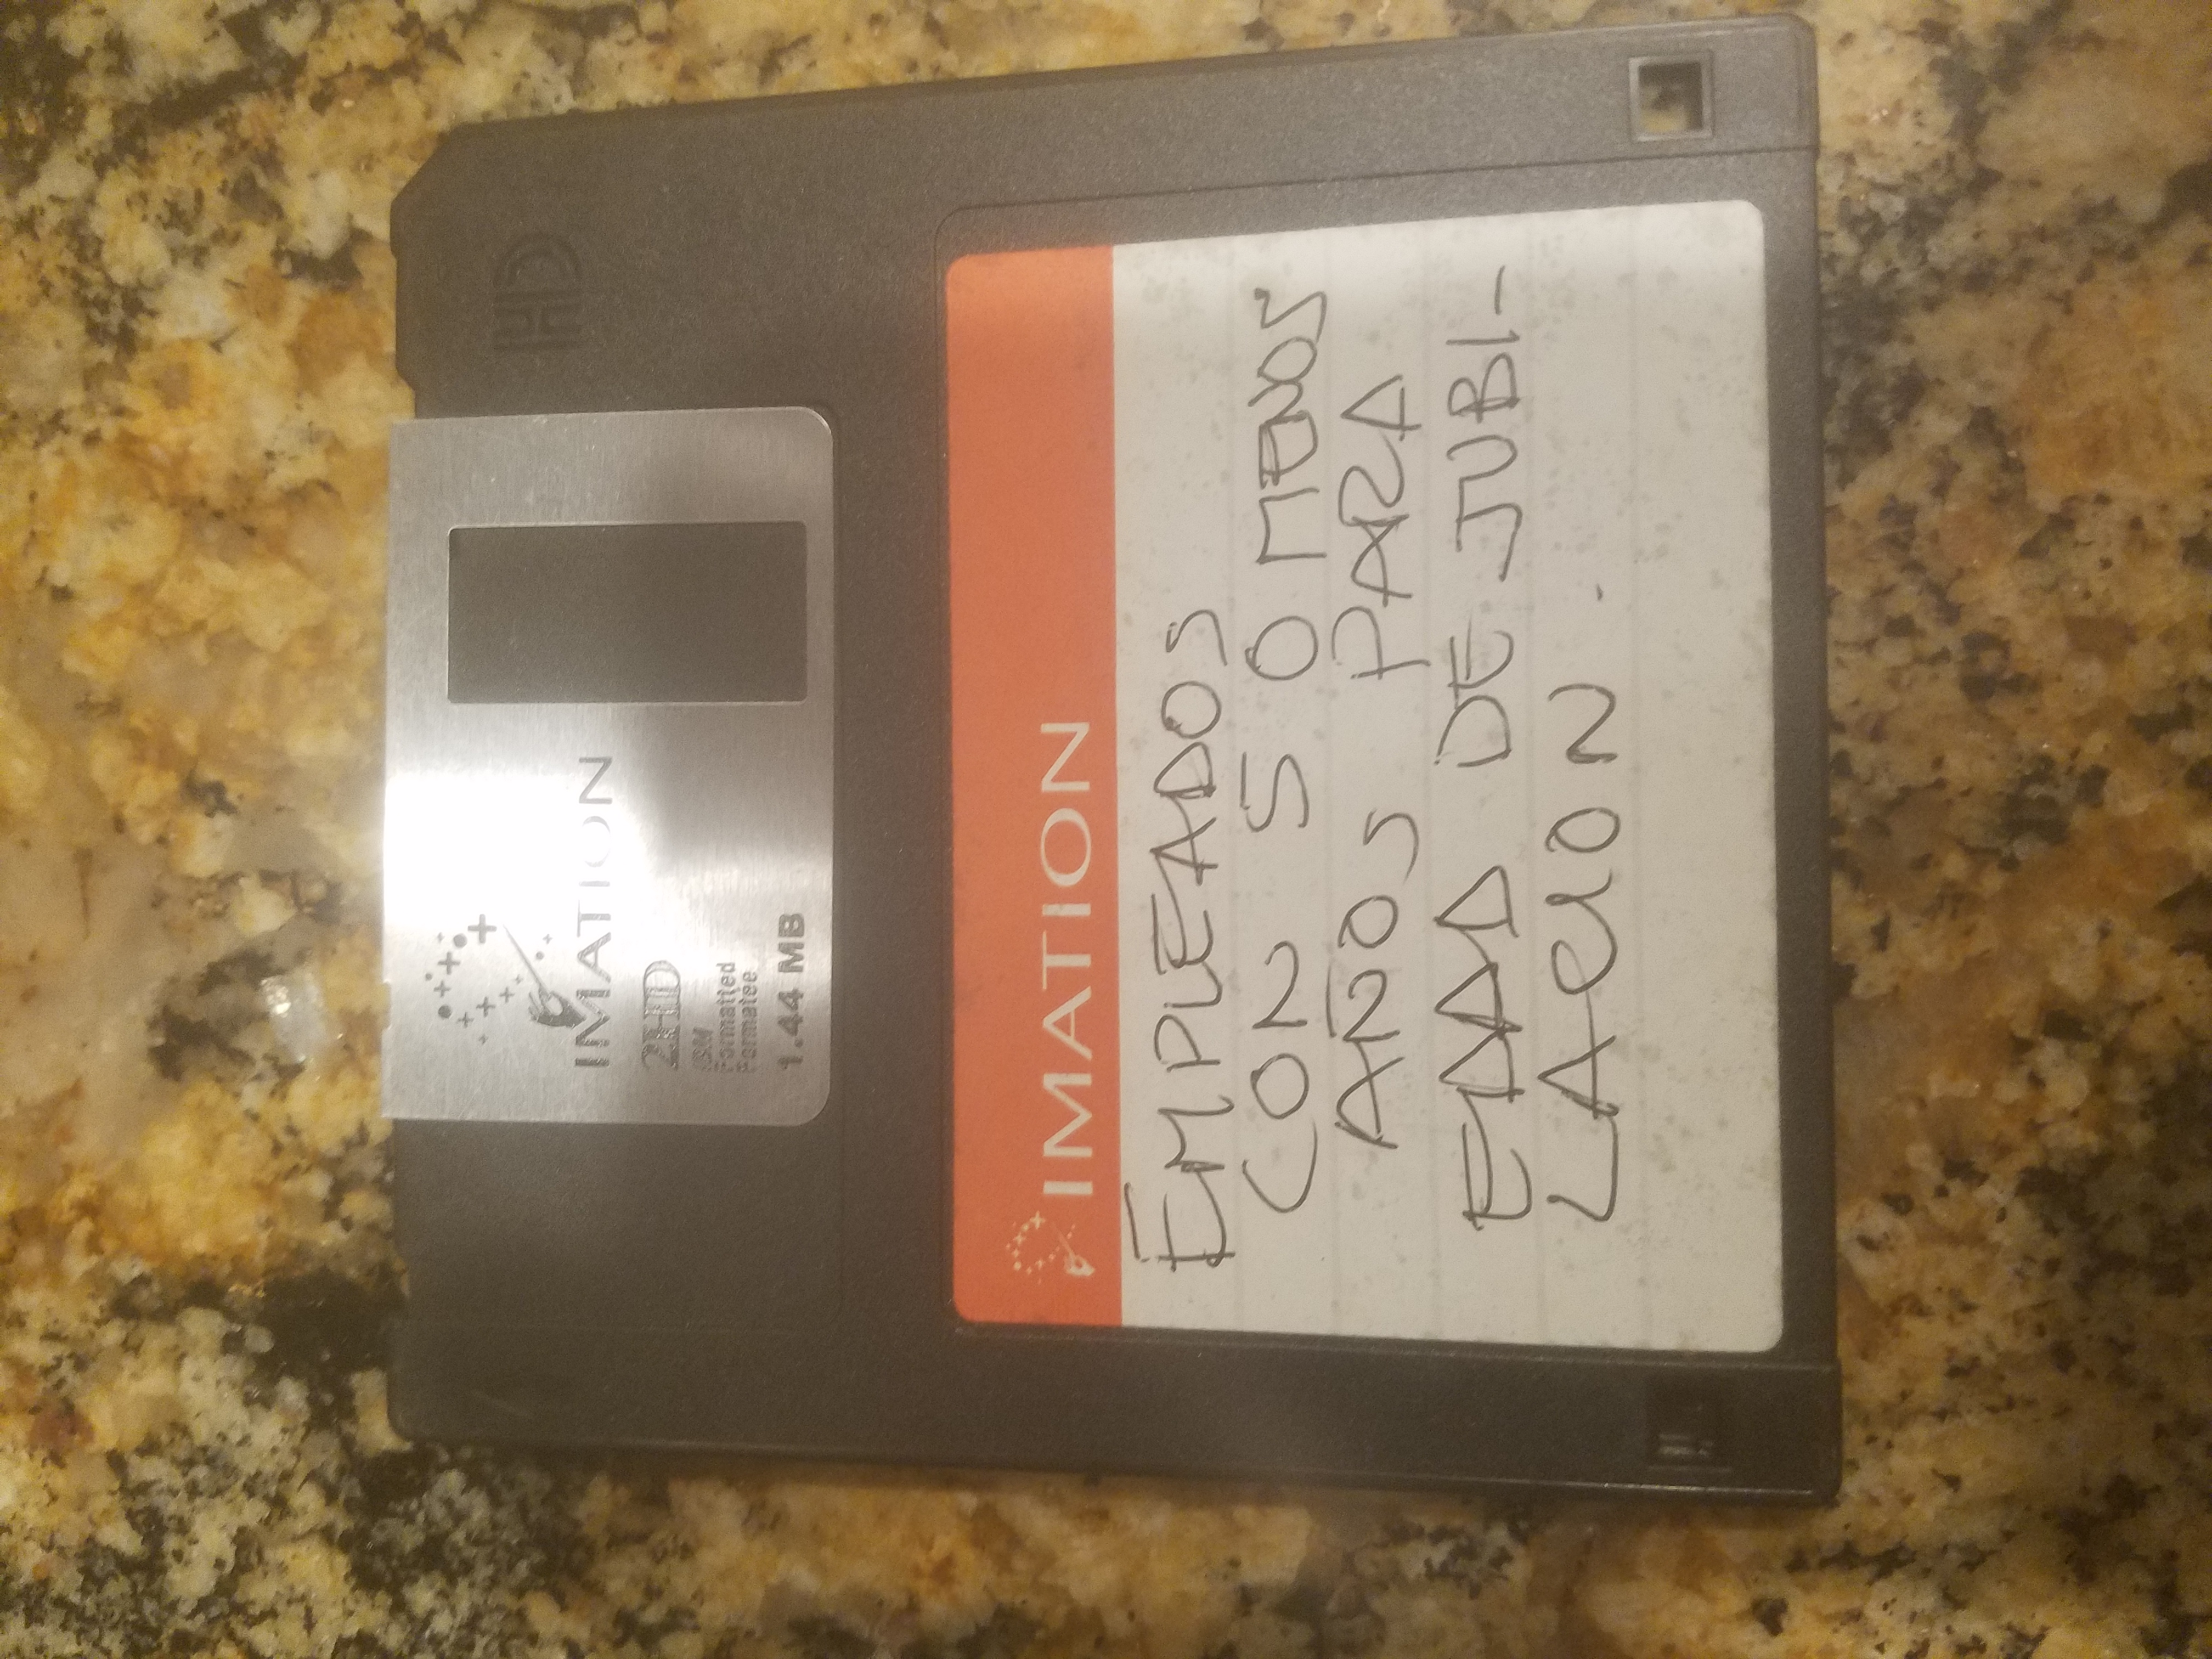 HD
IMATION
2HD
IBM
Formatted
Formatee
1.44 MB
IMATION
EMPLEADOS
CON 5 O MENOS
AÑOS PARA
EDAD DE JUBI-
LACION.